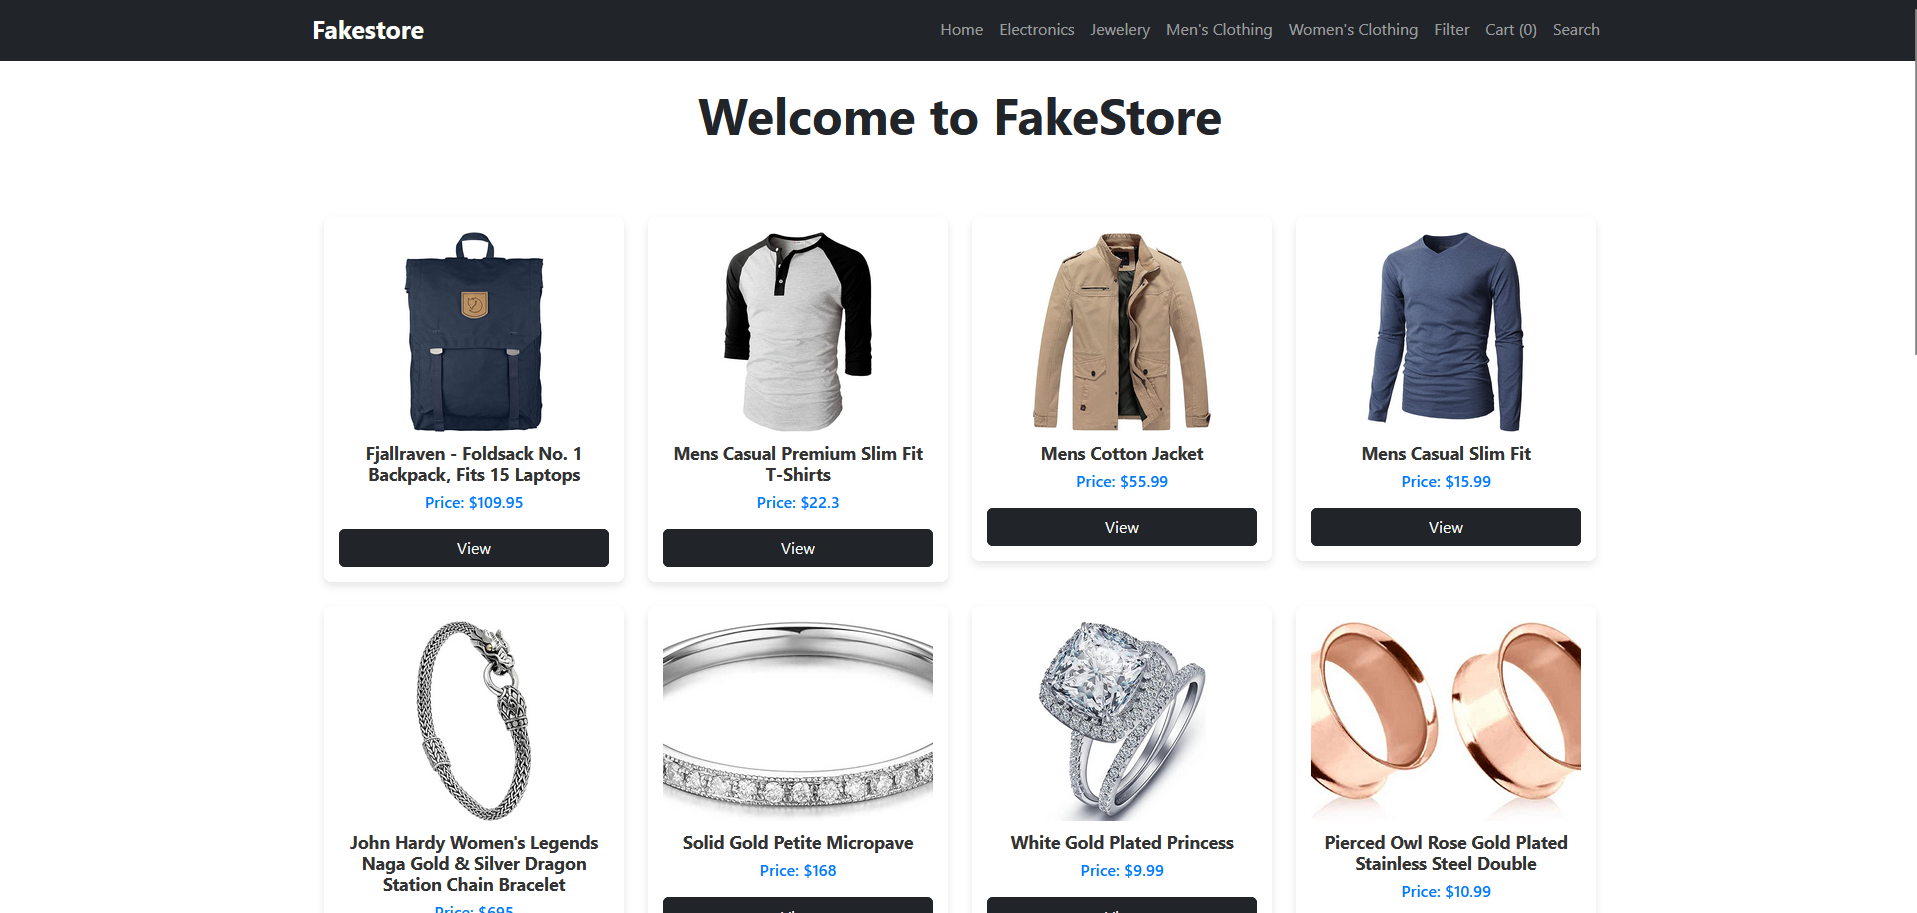 Fakestore
Home Electronics Jewelery Men's Clothing Women's Clothing Filter Cart (0) Search
Welcome to FakeStore
Fjallraven - Foldsack No. 1
Backpack, Fits 15 Laptops
Price: $109.95
View
Mens Casual Premium Slim Fit
T-Shirts
Price: $22.3
View
Mens Cotton Jacket
Price: $55.99
View
Mens Casual Slim Fit
Price: $15.99
View
John Hardy Women's Legends
Naga Gold & Silver Dragon
Station Chain Bracelet
Price: $695
Solid Gold Petite Micropave
Price: $168
White Gold Plated Princess
Price: $9.99
Pierced Owl Rose Gold Plated
Stainless Steel Double
Price: $10.99